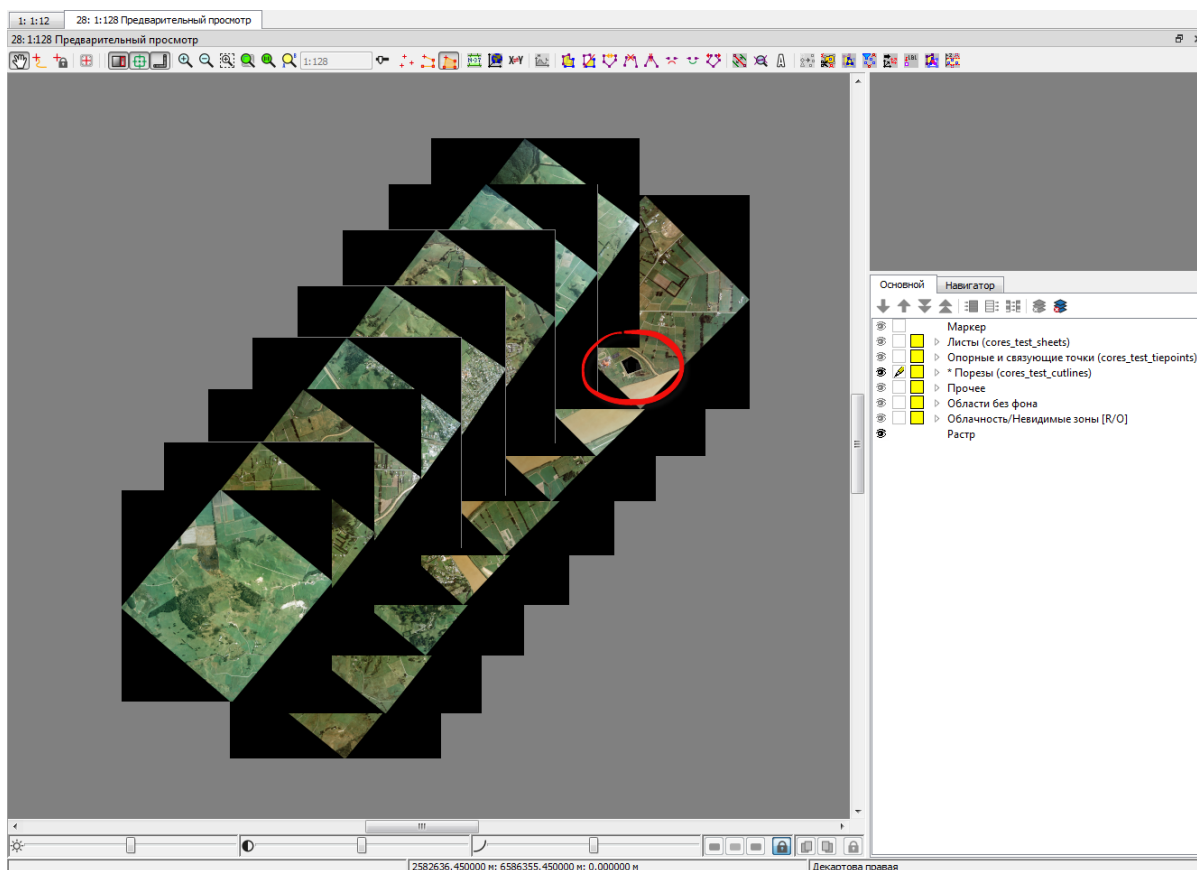 1: 1:12
28: 1:128 Предварительный просмотр
28: 1:128 Предварительный просмотр
1:128
Основной
Навигатор
Маркер
Листы (cores_test_sheets)
Опорные и связующие точки (cores_test_tiepoints)
* Порезы (cores_test_cutlines)
Прочее
Области без фона
Облачность/Невидимые зоны [R/O]
Растр
2582636,450000 м; 6586355,450000 м; 0,000000 м
Декартова правая